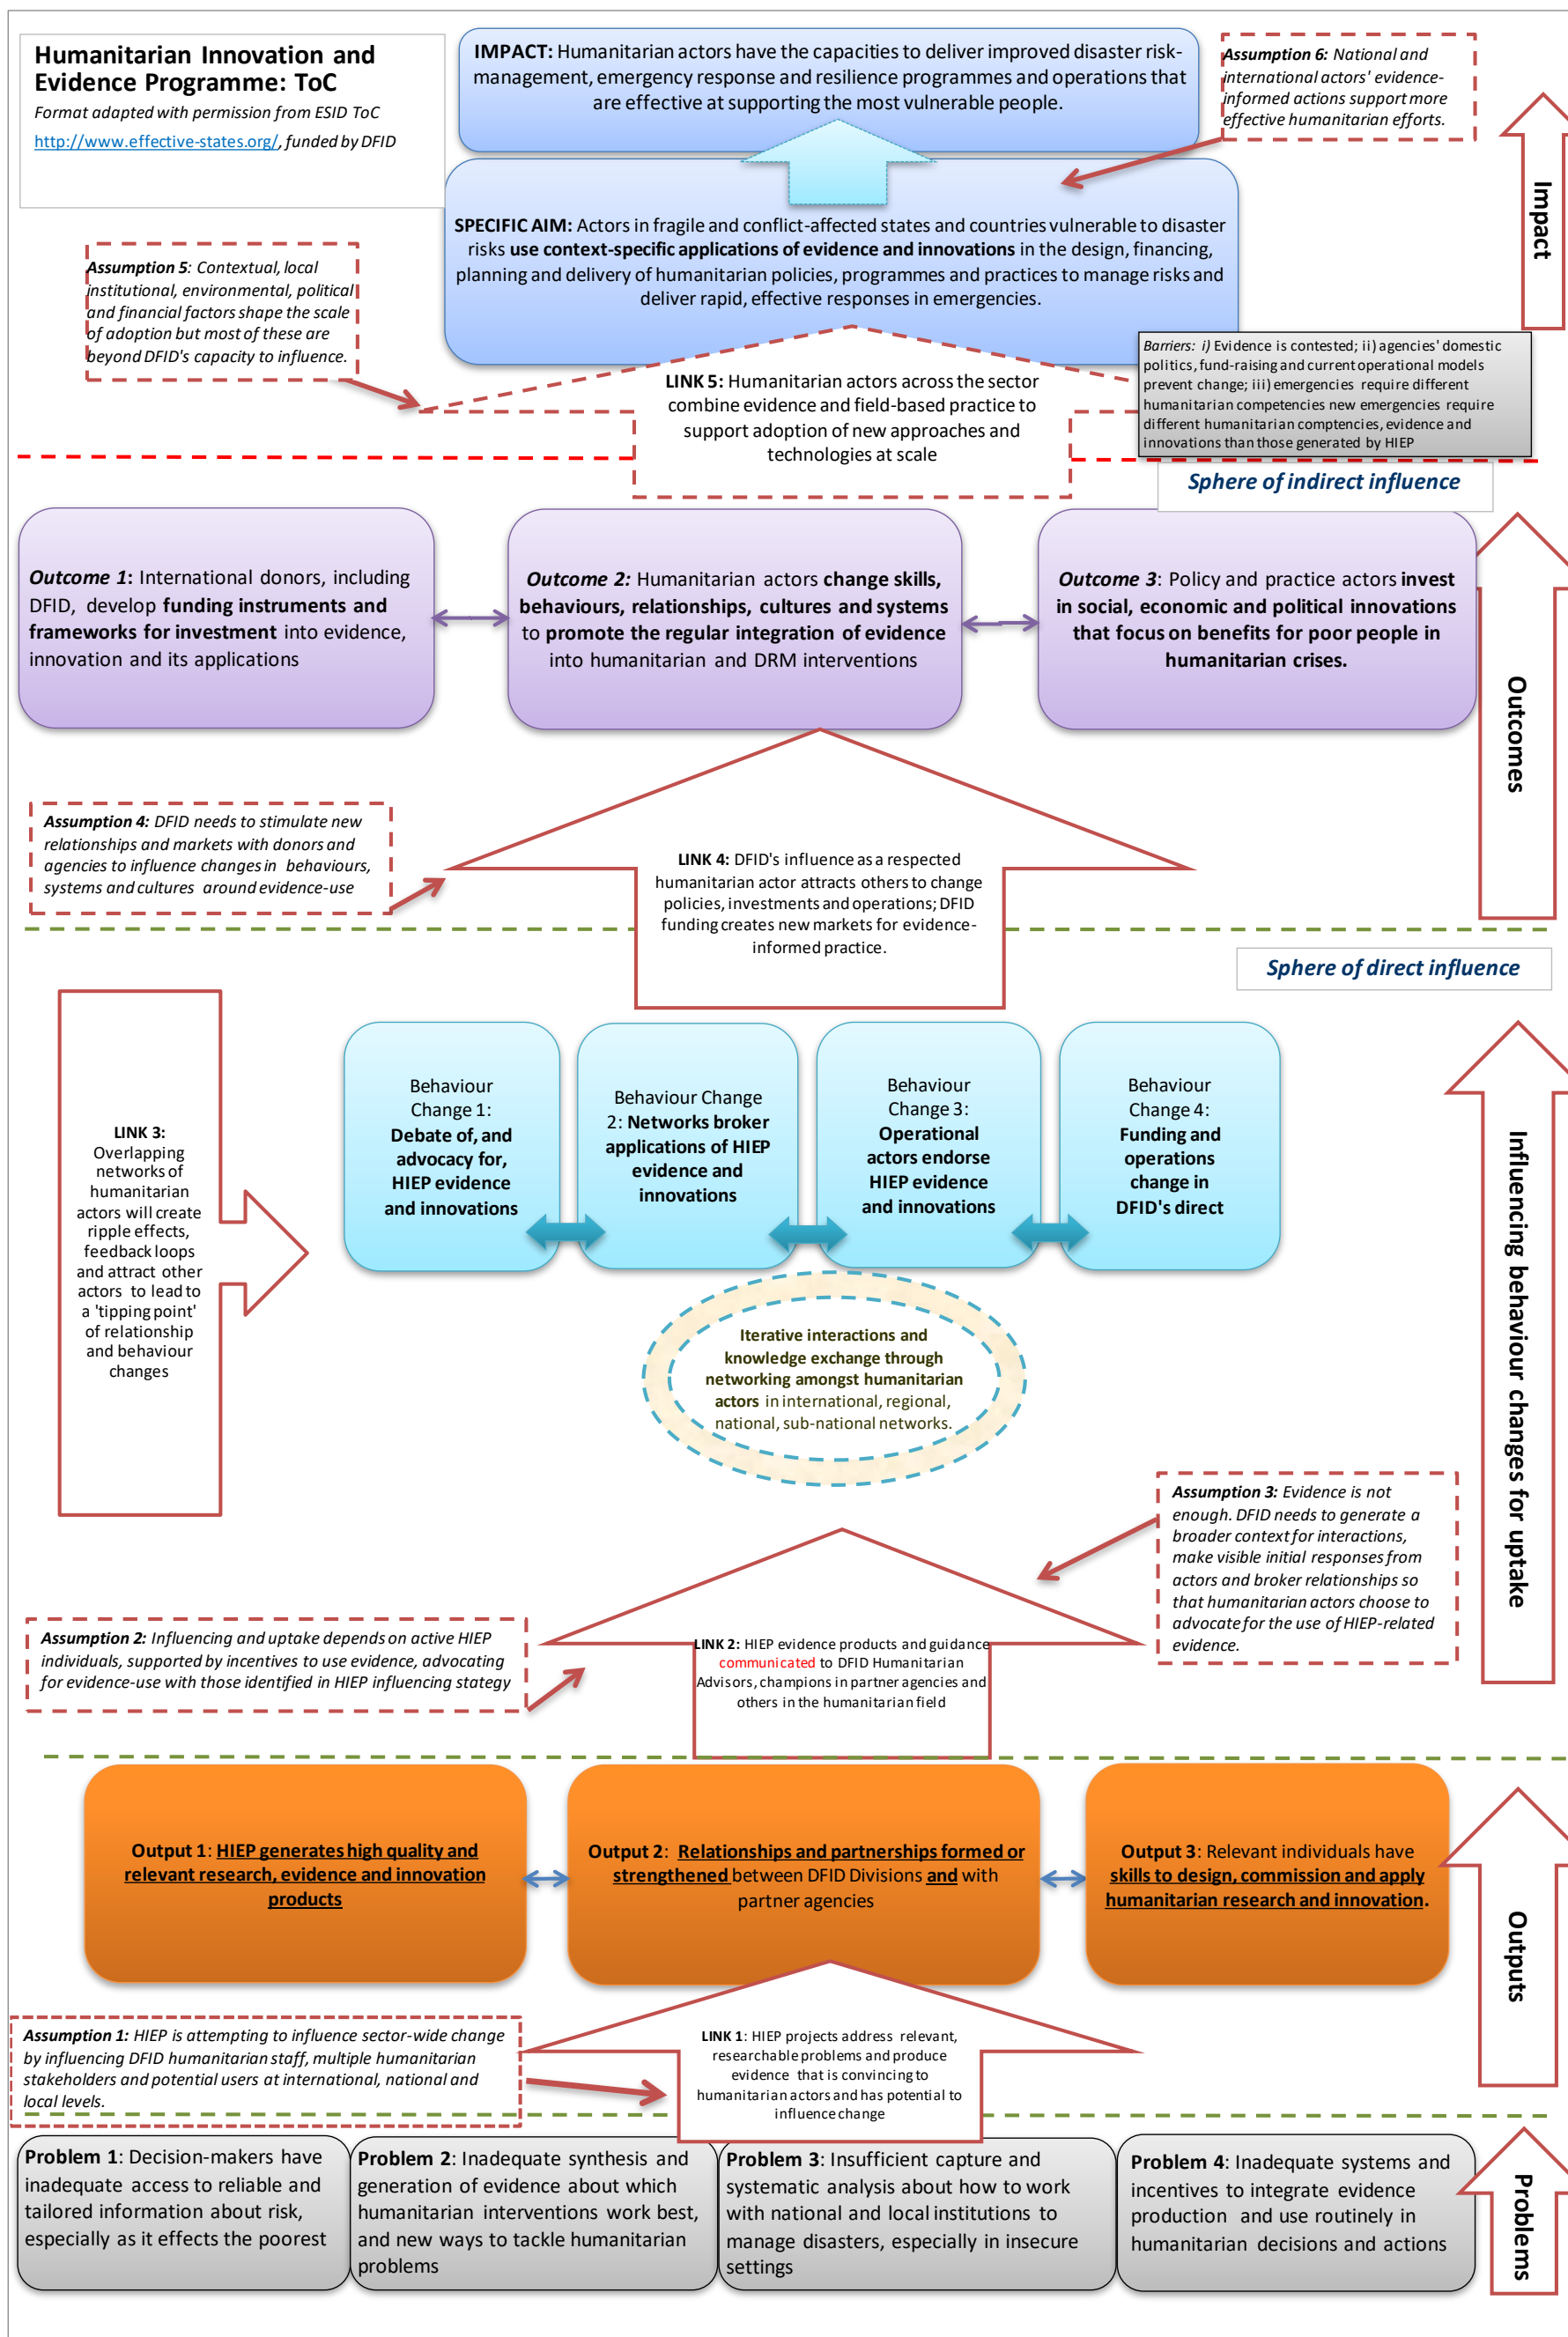 Humanitarian Innovation and
Evidence Programme: ToC
Format adapted with permission from ESID ToC
http://www.effective-states.org/, funded by DFID
IMPACT: Humanitarian actors have the capacities to deliver improved disaster risk-
management, emergency response and resilience programmes and operations that
are effective at supporting the most vulnerable people.
Assumption 6: National and
international actors' evidence-
informed actions support more
effective humanitarian efforts.
Impact
SPECIFIC AIM: Actors in fragile and conflict-affected states and countries vulnerable to disaster
risks use context-specific applications of evidence and innovations in the design, financing,
planning and delivery of humanitarian policies, programmes and practices to manage risks and
deliver rapid, effective responses in emergencies.
Assumption 5: Contextual, local
institutional, environmental, political
and financial factors shape the scale
of adoption but most of these are
beyond DFID's capacity to influence.
LINK 5: Humanitarian actors across the sector
combine evidence and field-based practice to
support adoption of new approaches and
technologies at scale
Barriers: i) Evidence is contested; ii) agencies' domestic
politics, fund-raising and current operational models
prevent change; iii) emergencies require different
humanitarian competencies new emergencies require
different humanitarian comptencies, evidence and
innovations than those generated by HIEP
Sphere of indirect influence
Outcome 1: International donors, including
DFID, develop funding instruments and
frameworks for investment into evidence,
innovation and its applications
Outcome 2: Humanitarian actors change skills,
behaviours, relationships, cultures and systems
to promote the regular integration of evidence
into humanitarian and DRM interventions
Outcome 3: Policy and practice actors invest
in social, economic and political innovations
that focus on benefits for poor people in
humanitarian crises.
Outcomes
Assumption 4: DFID needs to stimulate new
relationships and markets with donors and
agencies to influence changes in behaviours,
systems and cultures around evidence-use
LINK 4: DFID's influence as a respected
humanitarian actor attracts others to change
policies, investments and operations; DFID
funding creates new markets for evidence-
informed practice.
Sphere of direct influence
LINK 3:
Overlapping
networks of
humanitarian
actors will create
ripple effects,
feedback loops
and attract other
actors to lead to
a 'tipping point'
of relationship
and behaviour
changes
Behaviour
Change 1:
Debate of, and
advocacy for,
HIEP evidence
and innovations
Behaviour Change
2: Networks broker
applications of HIEP
evidence and
innovations
Behaviour
Change 3:
Operational
actors endorse
HIEP evidence
and innovations
Behaviour
Change 4:
Funding and
operations
change in
DFID's direct
Influencing behaviour changes for uptake
Iterative interactions and
knowledge exchange through
networking amongst humanitarian
actors in international, regional,
national, sub-national networks.
Assumption 3: Evidence is not
enough. DFID needs to generate a
broader context for interactions,
make visible initial responses from
actors and broker relationships so
that humanitarian actors choose to
advocate for the use of HIEP-related
evidence.
Assumption 2: Influencing and uptake depends on active HIEP
individuals, supported by incentives to use evidence, advocating
for evidence-use with those identified in HIEP influencing stategy
LINK 2: HIEP evidence products and guidance
communicated to DFID Humanitarian
Advisors, champions in partner agencies and
others in the humanitarian field
Output 1: HIEP generates high quality and
relevant research, evidence and innovation
products
Output 2: Relationships and partnerships formed or
strengthened between DFID Divisions and with
partner agencies
Output 3: Relevant individuals have
skills to design, commission and apply
humanitarian research and innovation.
Outputs
Assumption 1: HIEP is attempting to influence sector-wide change
by influencing DFID humanitarian staff, multiple humanitarian
stakeholders and potential users at international, national and
local levels.
LINK 1: HIEP projects address relevant,
researchable problems and produce
evidence that is convincing to
humanitarian actors and has potential to
influence change
Problem 1: Decision-makers have
inadequate access to reliable and
tailored information about risk,
especially as it effects the poorest
Problem 2: Inadequate synthesis and
generation of evidence about which
humanitarian interventions work best,
and new ways to tackle humanitarian
problems
Problem 3: Insufficient capture and
systematic analysis about how to work
with national and local institutions to
manage disasters, especially in insecure
settings
Problem 4: Inadequate systems and
incentives to integrate evidence
production and use routinely in
humanitarian decisions and actions
Problems